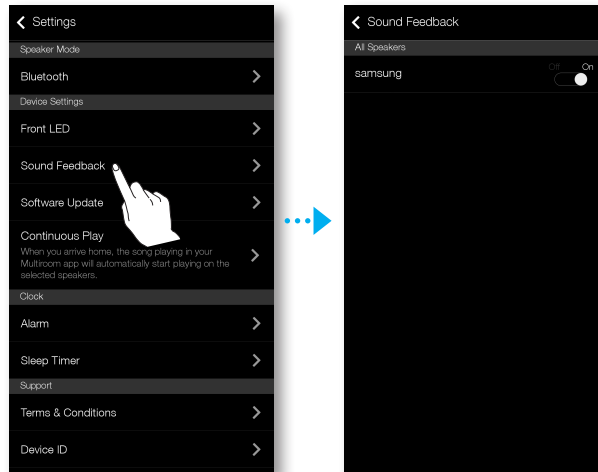 Settings
Speaker Mode
Bluetooth
Device Settings
Front LED
Sound Feedback
Software Update
Continuous Play
When you arrive home, the song playing in your
Multiroom app will automatically start playing on the
selected speakers.
Clock
Alarm
Sleep Timer
Support
Terms & Conditions
Device ID
Sound Feedback
All Speakers
samsung
Off On